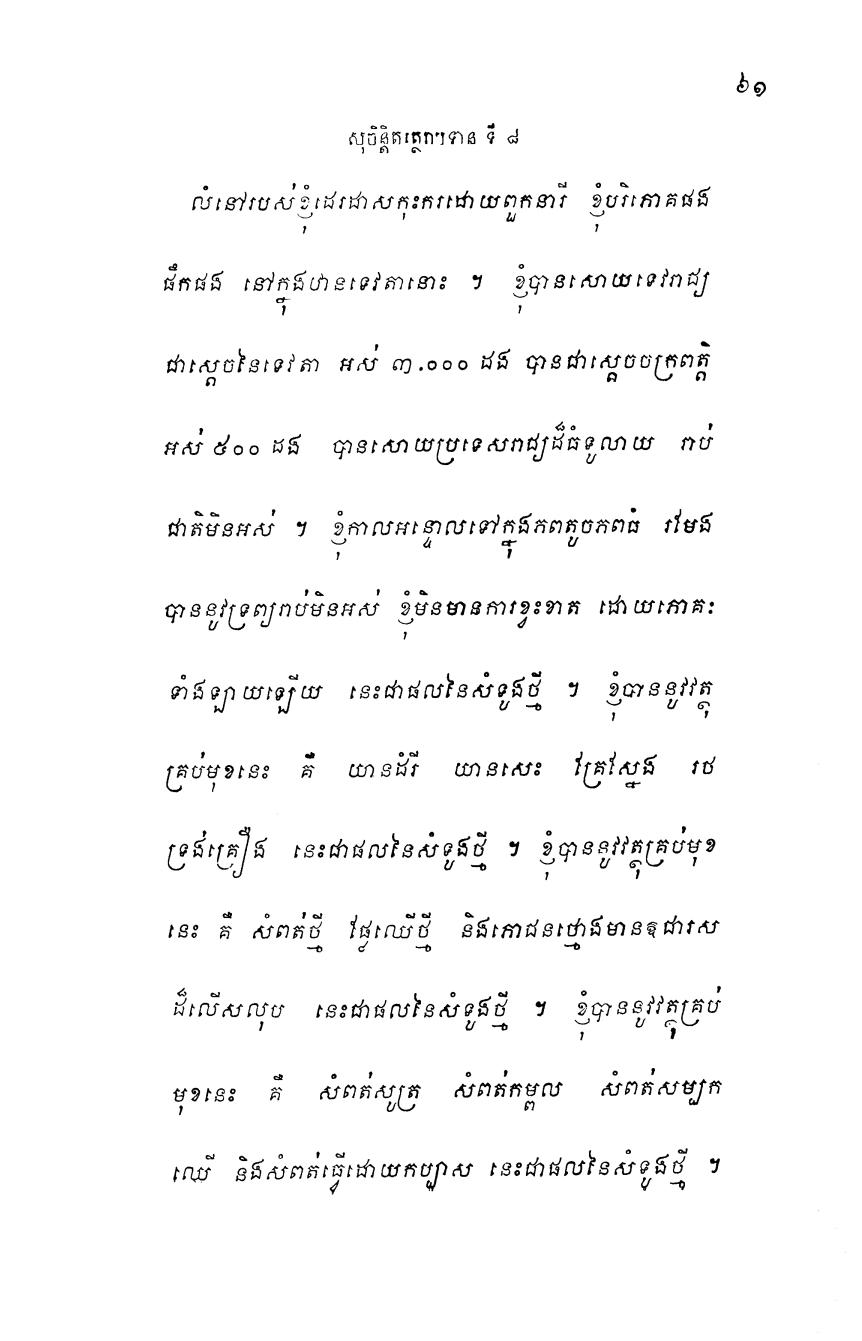 ៦១
សុចិន្តិតត្ថេរាបទាន ទី ៨
លំនៅរបស់ខ្ញុំដេរដាសកុះករដោយពួកនារី ខ្ញុំបរិភោគផង
ផឹកផង នៅក្នុងឋានទេវតានោះ ។ ខ្ញុំបានសោយទេវរាជ្យ
ជាស្តេចនៃទេវតា អស់ ៣.០០០ ដង បានជាស្តេចចក្រពត្តិ
អស់ ៥០០ ដង បានសោយប្រទេសរាជ្យដ៏ធំទូលាយ រាប់
ជាតិមិនអស់ ។ ខ្ញុំកាលអន្ទោលទៅក្នុងភពតូចភពធំ រមែង
បាននូវទ្រព្យរាប់មិនអស់ ខ្ញុំមិនមានការខ្វះខាត ដោយភោគៈ
ទាំងឡាយឡើយ នេះជាផលនៃសំទូងថ្មី ។ ខ្ញុំបាននូវវត្ថុ
គ្រប់មុខនេះ គឺ យានដំរី យានសេះ គ្រែស្នែង រថ
ទ្រង់គ្រឿង នេះជាផលនៃសំទូងថ្មី ។ ខ្ញុំបាននូវវត្ថុគ្រប់មុខ
នេះ គឺ សំពត់ថ្មី ផ្លែឈើថ្មី និងភោជនថ្មោងមានឱជារស
ដ៏លើសលុប នេះជាផលនៃសំទូងថ្មី ។ ខ្ញុំបាននូវវត្ថុគ្រប់
មុខនេះ គឺ សំពត់សូត្រ សំពត់កម្ពល សំពត់សម្បក
ឈើ និងសំពត់ធ្វើដោយកប្បាស នេះជាផលនៃសំទូងថ្មី ។